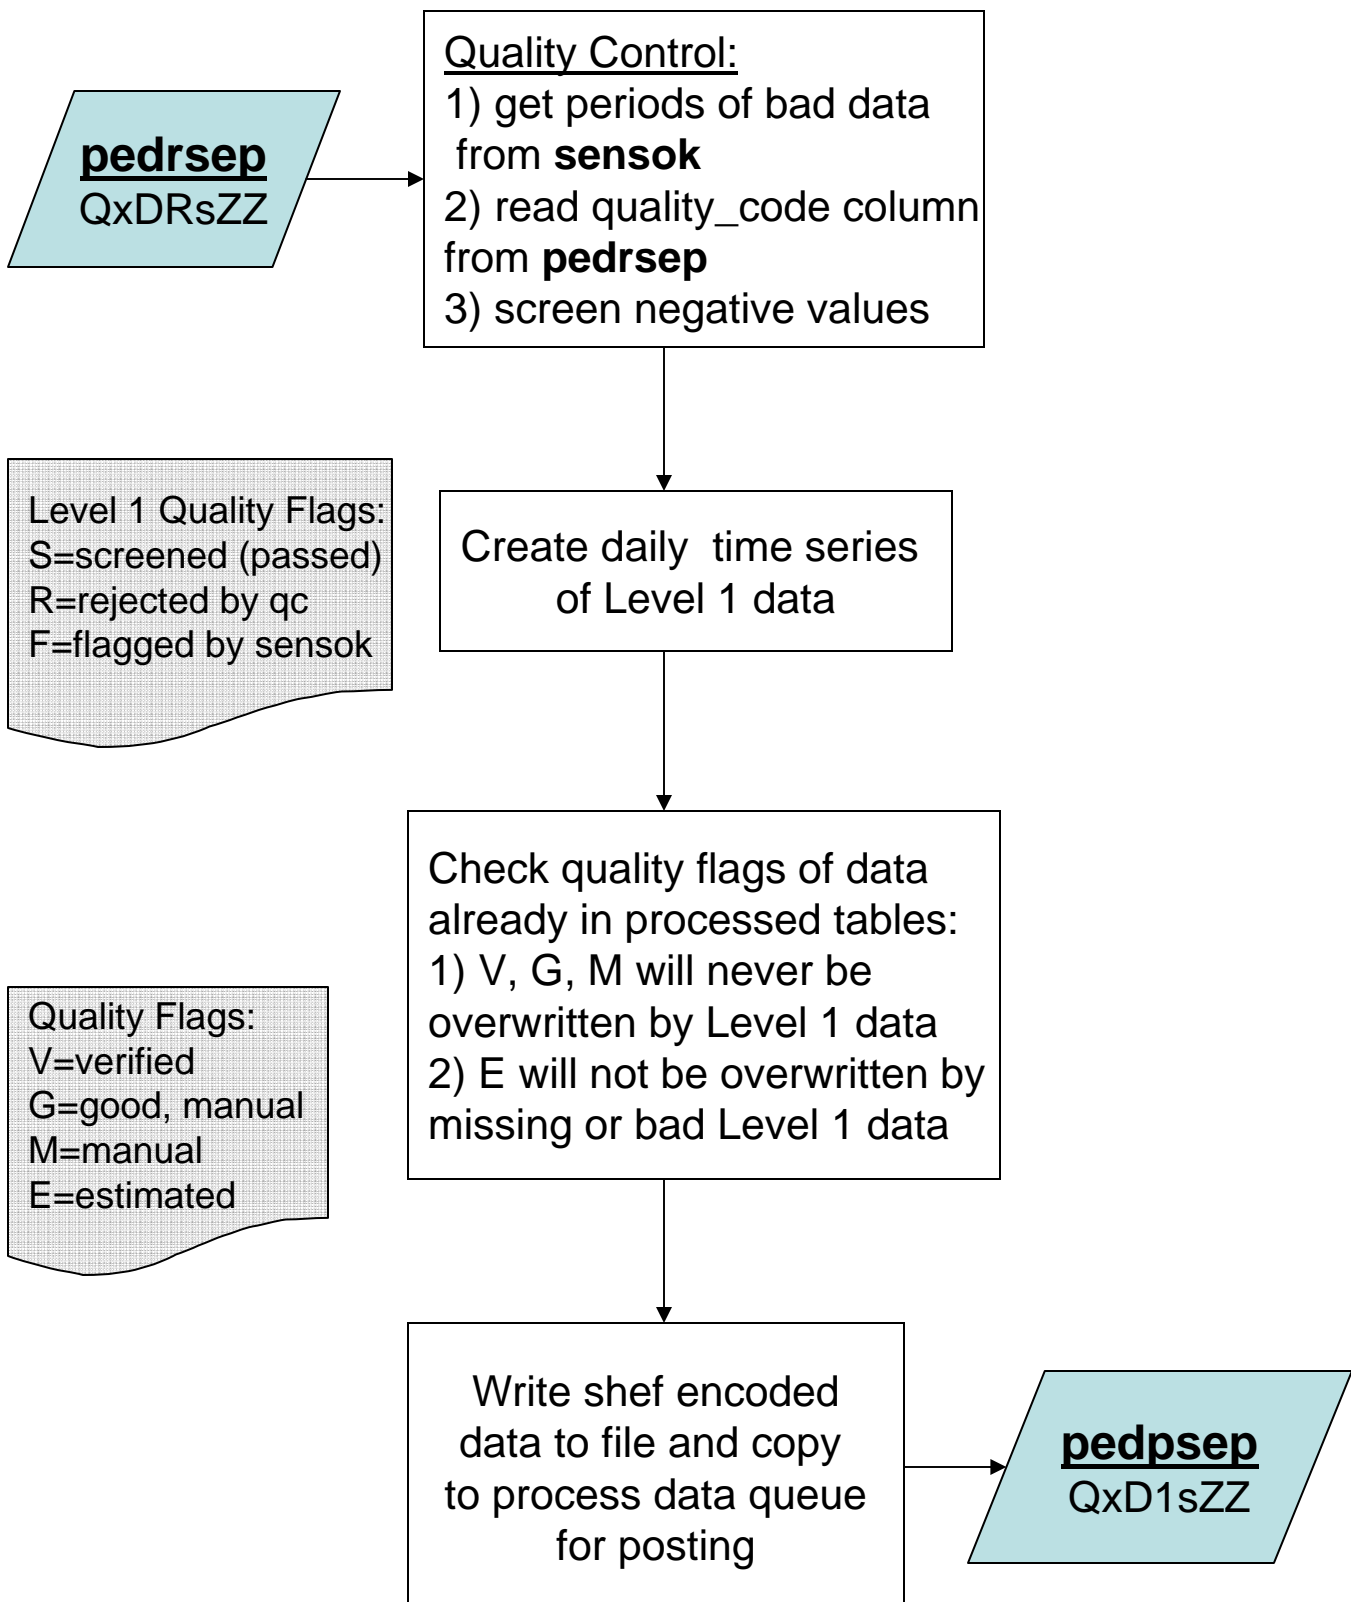 Quality Control:
1) get periods of bad data
from sensok
2) read quality_code column
from pedrsep
3) screen negative values
pedrsep
QxDRsZZ
Level 1 Quality Flags:
S=screened (passed)
R=rejected by qc
F=flagged by sensok
Create daily time series
of Level 1 data
Check quality flags of data
already in processed tables:
1) V, G, M will never be
overwritten by Level 1 data
2) E will not be overwritten by
missing or bad Level 1 data
Quality Flags:
V=verified
G=good, manual
M=manual
E=estimated
Write shef encoded
data to file and copy
to process data queue
for posting
pedpsep
QxD1sZZ